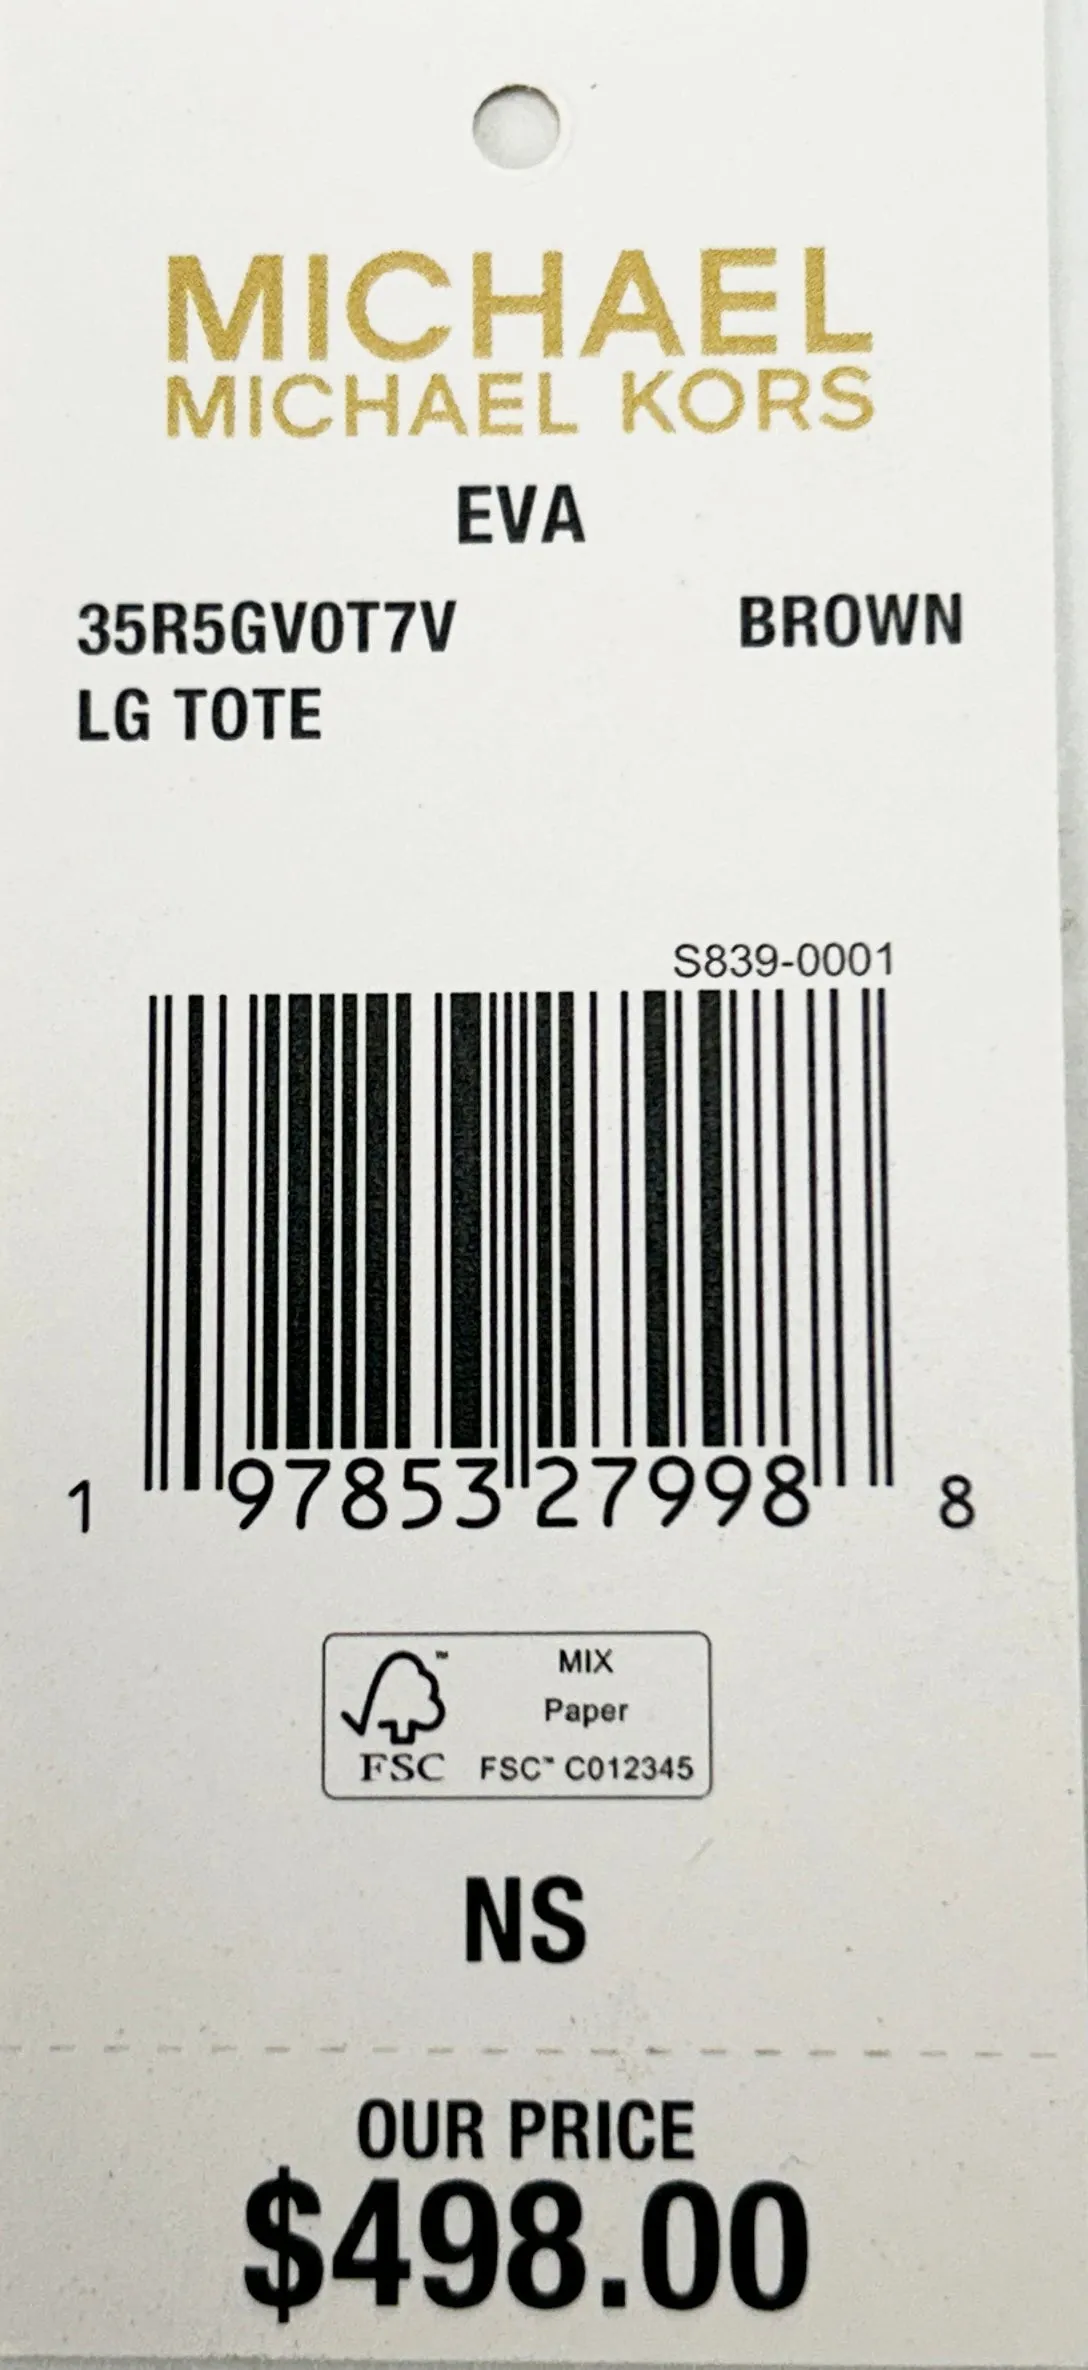 MICHAEL
MICHAEL KORS
EVA
35R5GV0T7V BROWN
LG TOTE
S839-0001
1 97853 27998 8
MIX
Paper
FSC FSC™ C012345
NS
OUR PRICE
$498.00